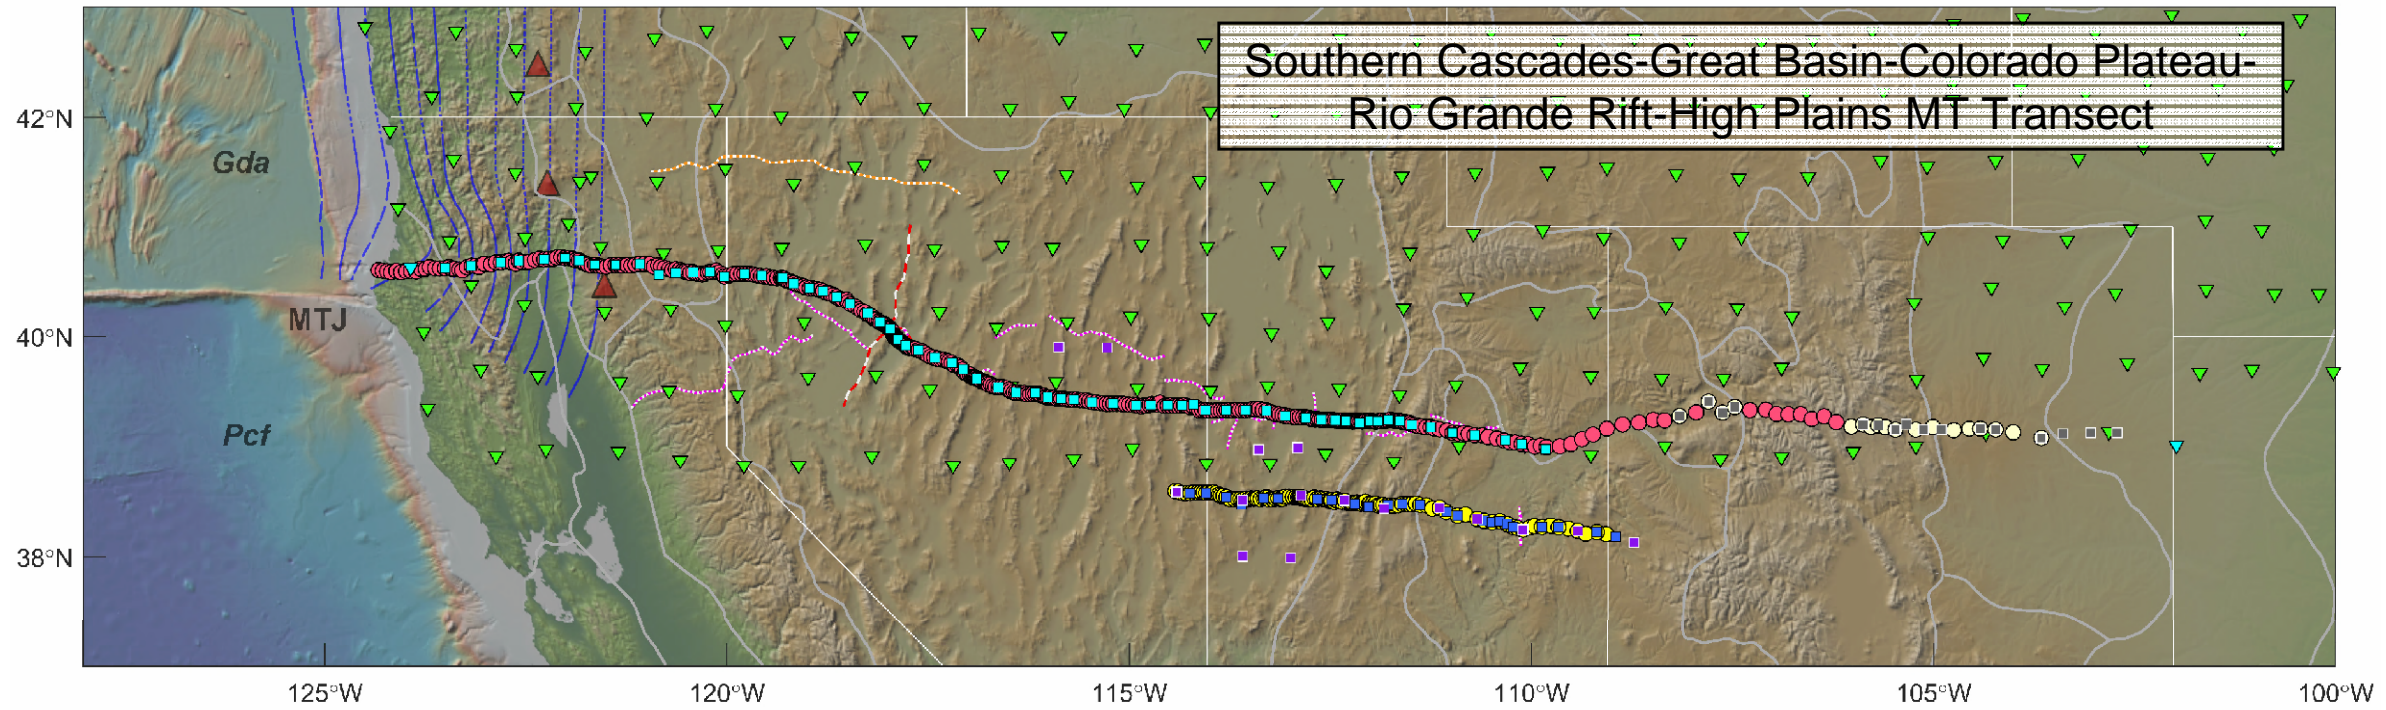 Southern Cascades-Great Basin-Colorado Plateau-
Rio Grande Rift-High Plains MT Transect
42°N
Gda
MTJ
40°N
Pcf
38°N
125°W
120°W
115°W
110°W
105°W
100°W